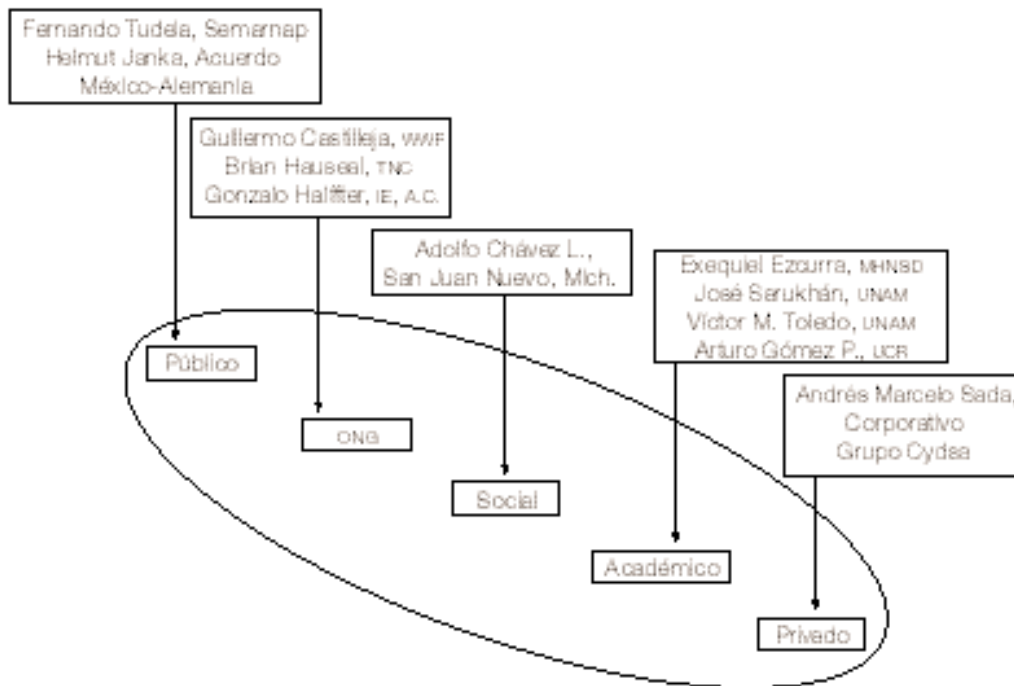 Fernando Tudela, Semarnap
Helmut Janka, Acuerdo
México-Alemania
Guillermo Castilleja, WWF
Brian Hauseal, TNC
Gonzalo Halffter, IE, A.C.
Adolfo Chávez L.,
San Juan Nuevo, Mich.
Exequiel Ezcurra, MHNSD
José Sarukhán, UNAM
Víctor M. Toledo, UNAM
Arturo Gómez P., UCR
Andrés Marcelo Sada,
Corporativo
Grupo Cydsa
Público
ONG
Social
Académico
Privado